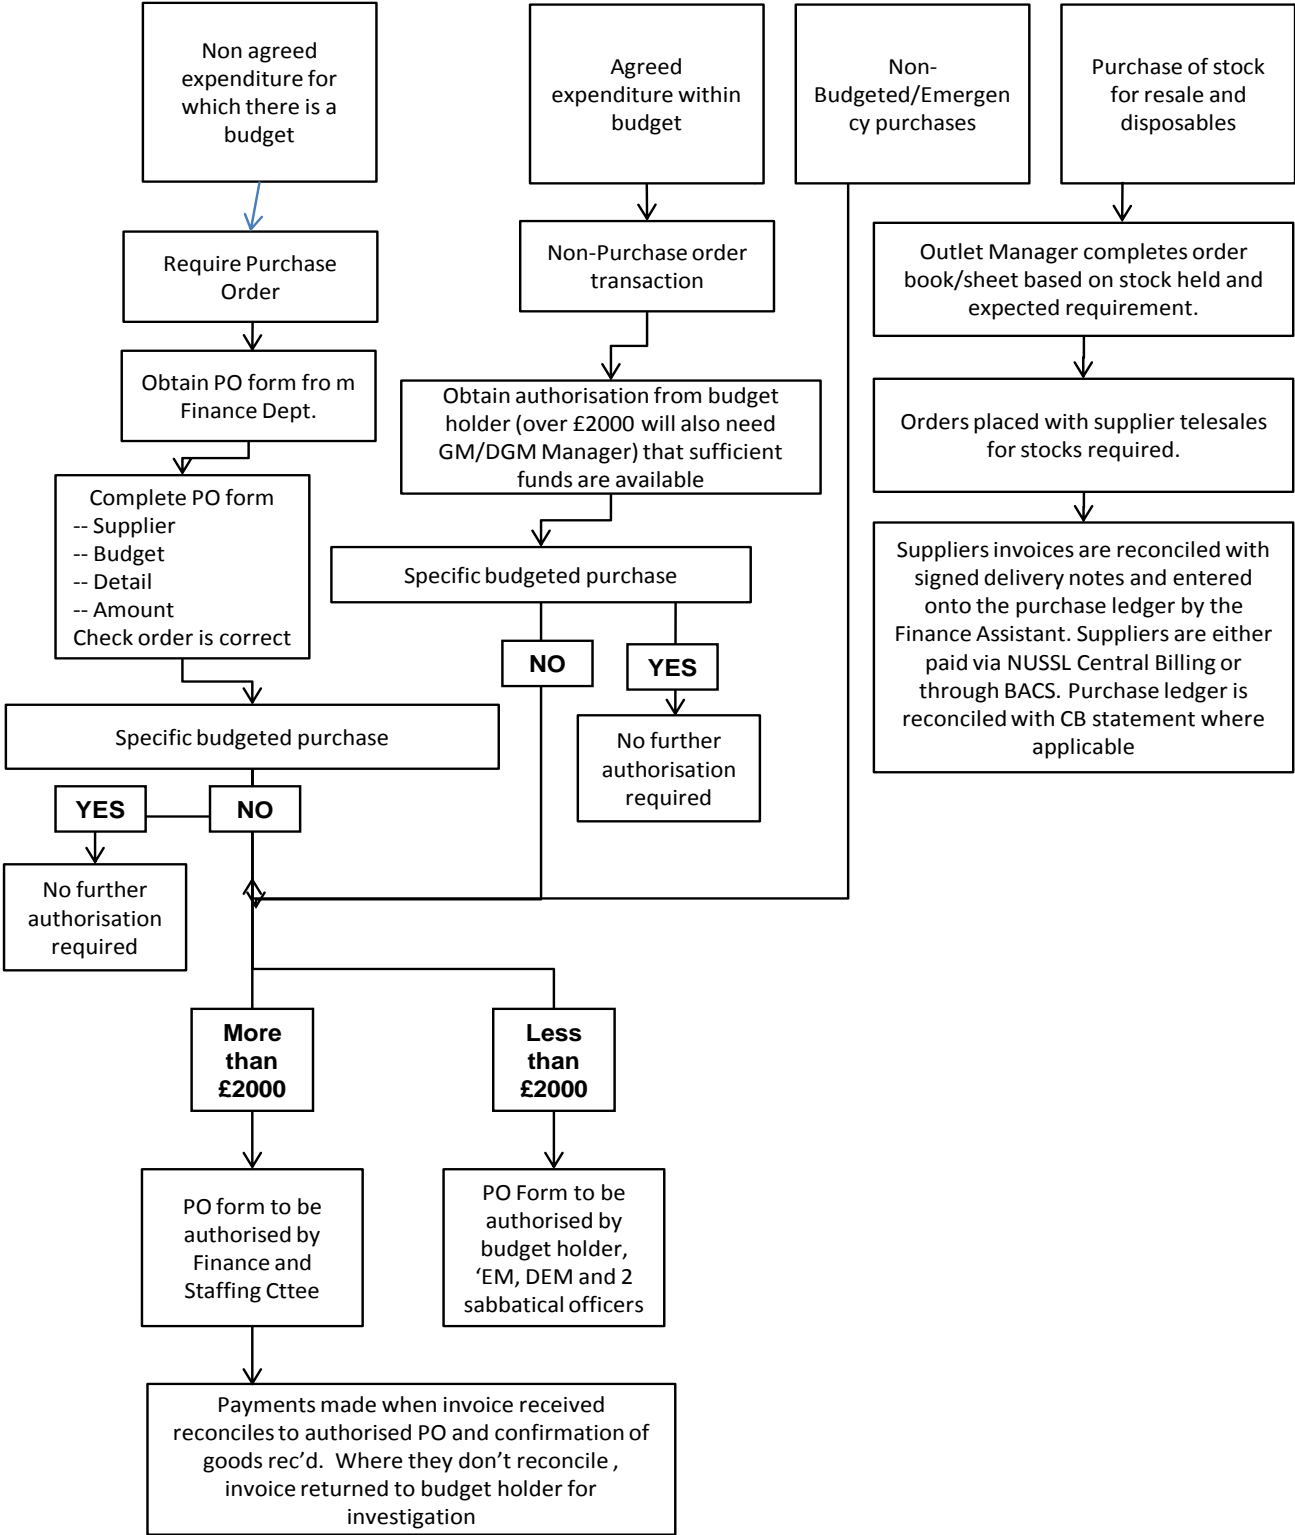 Non agreed
expenditure for
which there is a
budget
Agreed
expenditure within
budget
Non-
Budgeted/Emergen
cy purchases
Purchase of stock
for resale and
disposables
Require Purchase
Order
Non-Purchase order
transaction
Outlet Manager completes order
book/sheet based on stock held and
expected requirement.
Obtain PO form fro m
Finance Dept.
Obtain authorisation from budget
holder (over £2000 will also need
GM/DGM Manager) that sufficient
funds are available
Orders placed with supplier telesales
for stocks required.
Complete PO form
-- Supplier
-- Budget
-- Detail
-- Amount
Check order is correct
Specific budgeted purchase
NO
YES
No further
authorisation
required
Suppliers invoices are reconciled with
signed delivery notes and entered
onto the purchase ledger by the
Finance Assistant. Suppliers are either
paid via NUSSL Central Billing or
through BACS. Purchase ledger is
reconciled with CB statement where
applicable
Specific budgeted purchase
YES
NO
No further
authorisation
required
More
than
£2000
Less
than
£2000
PO form to be
authorised by
Finance and
Staffing Cttee
PO Form to be
authorised by
budget holder,
‘EM, DEM and 2
sabbatical officers
Payments made when invoice received
reconciles to authorised PO and confirmation of
goods rec’d.  Where they don’t reconcile ,
invoice returned to budget holder for
investigation